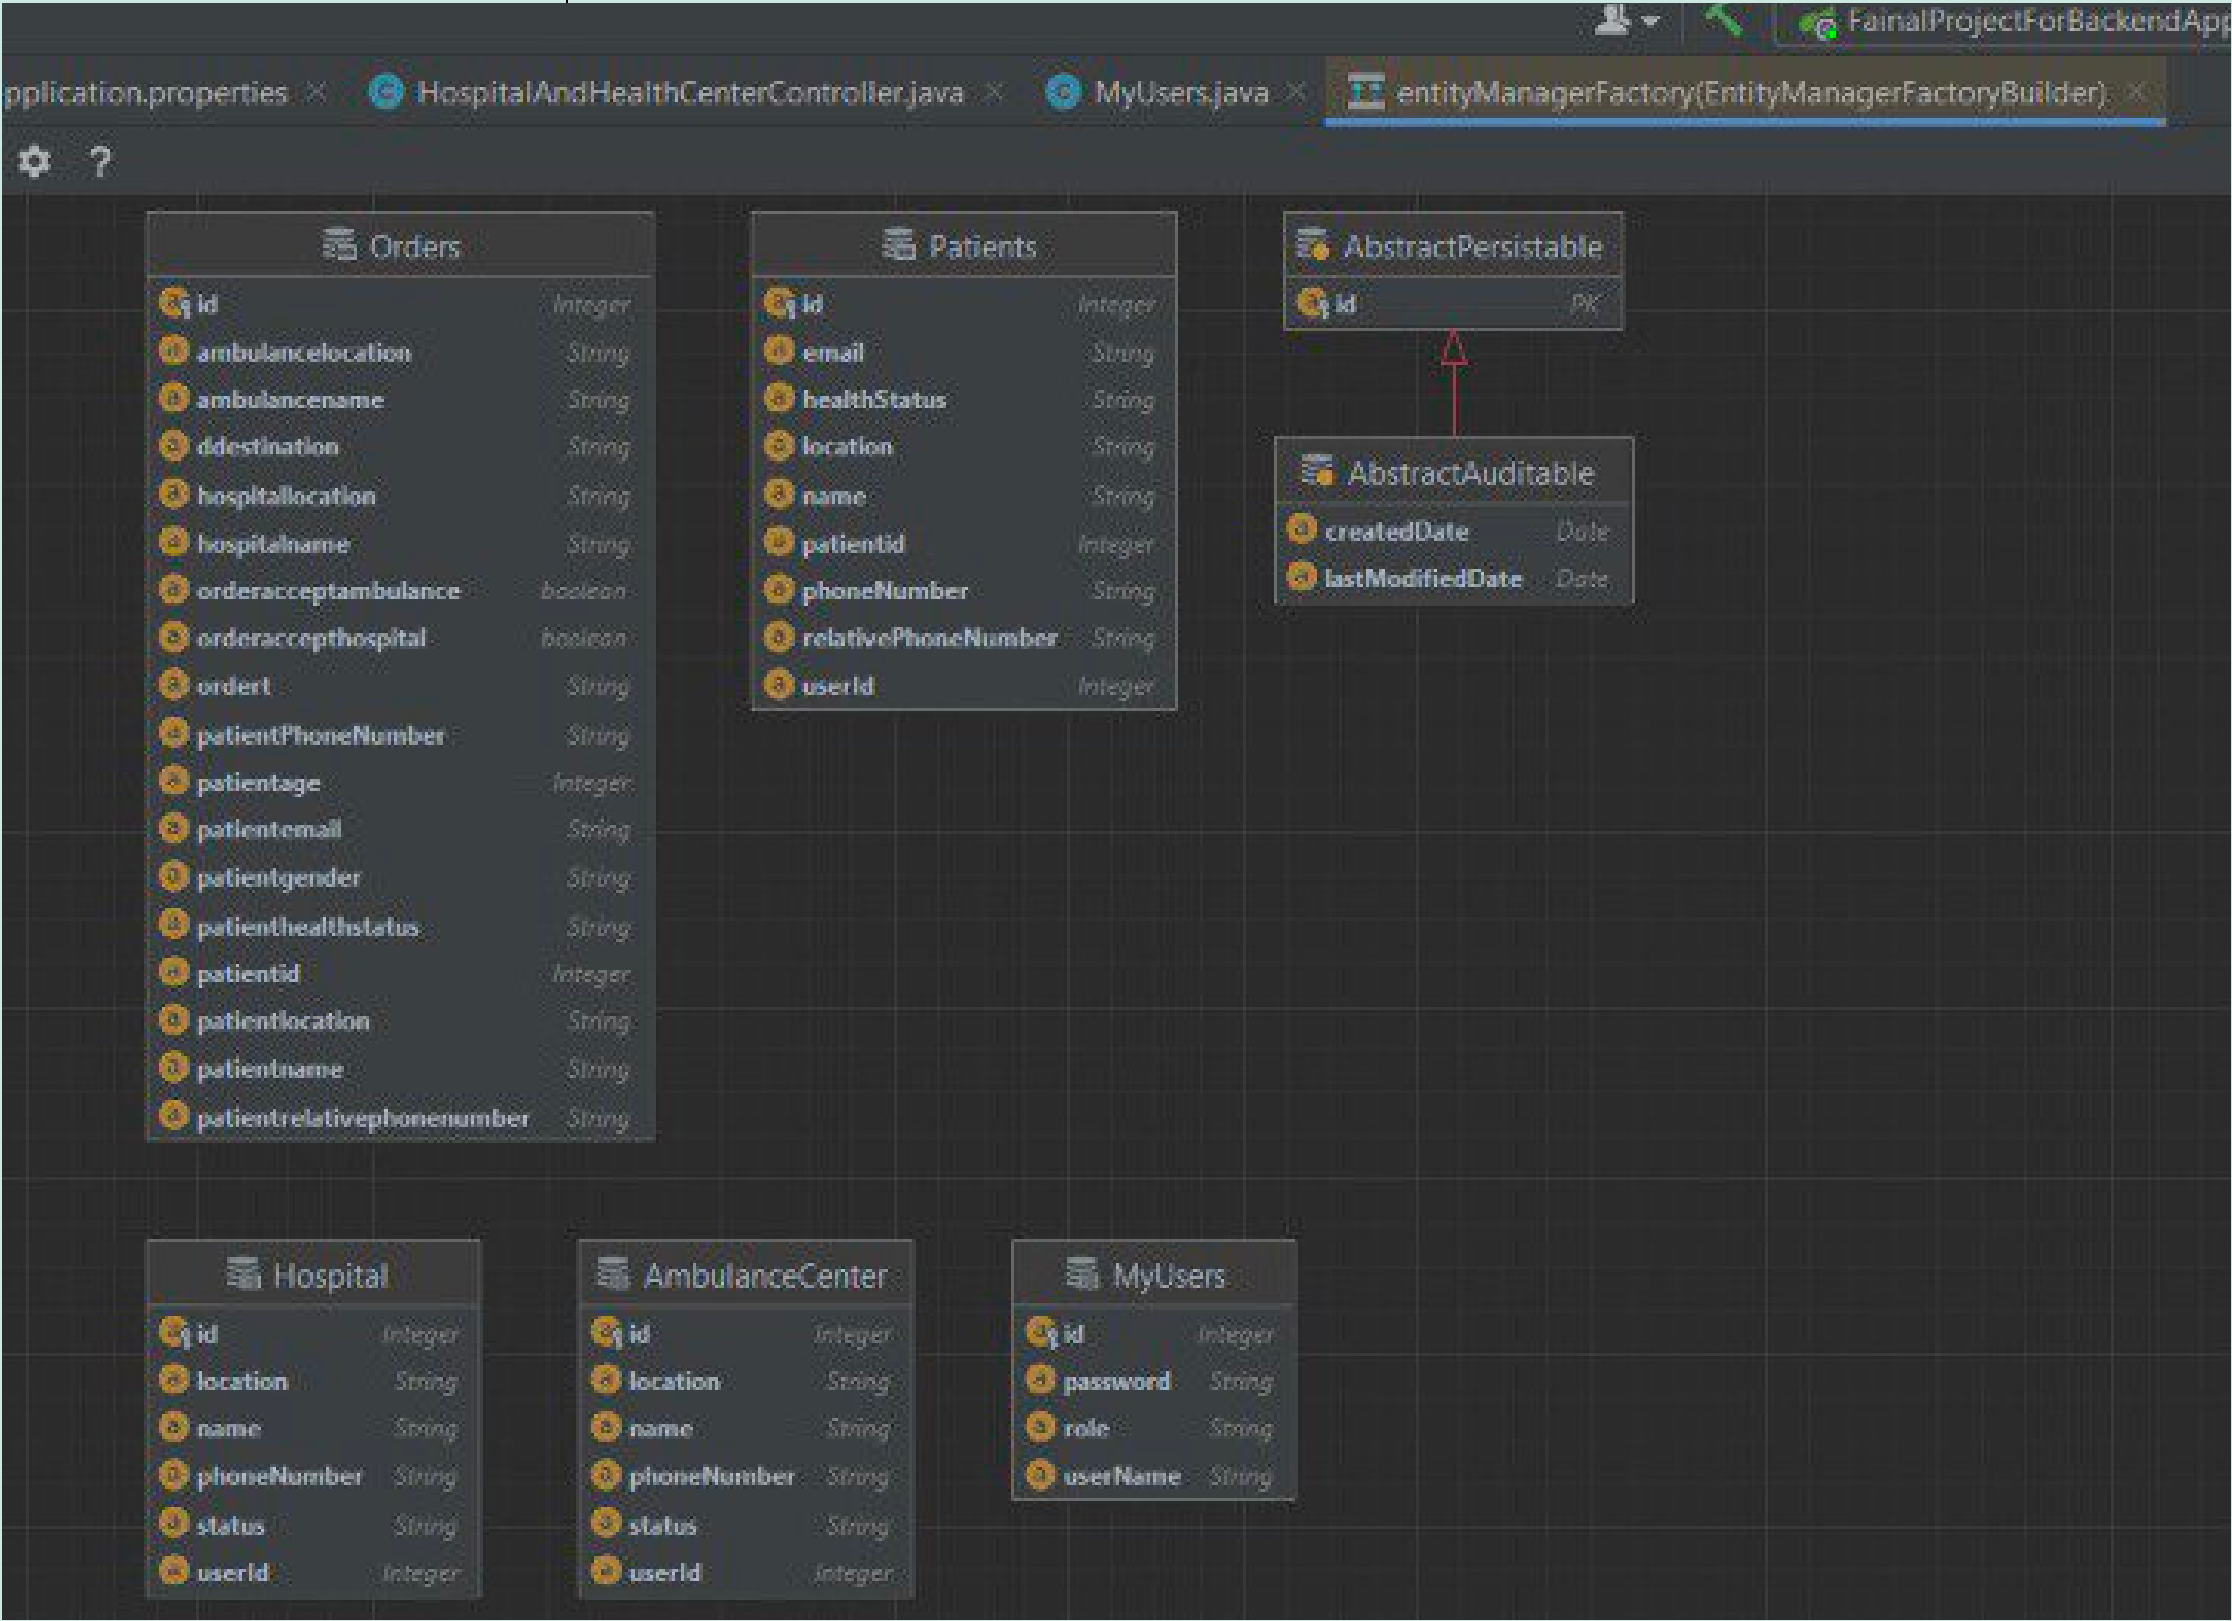 FainalProjectForBackendApp
pplication.properties
HospitalAndHealthCenterController.java
MyUsers.java
entityManagerFactory(EntityManagerFactoryBuilder)
?
Orders
id Integer
ambulancelocation String
ambulancename String
ddestination String
hospitallocation String
hospitalname String
orderacceptambulance boolean
orderaccepthospital boolean
ordert String
patientPhoneNumber String
patientage Integer
patientemail String
patientgender String
patienthealthstatus String
patientid Integer
patientlocation String
patientname String
patientrelativephonenumber String
Patients
id Integer
email String
healthStatus String
location String
name String
patientid Integer
phoneNumber String
relativePhoneNumber String
userId Integer
AbstractPersistable
id PK
AbstractAuditable
createdDate Date
lastModifiedDate Date
Hospital
id Integer
location String
name String
phoneNumber String
status String
userId Integer
AmbulanceCenter
id Integer
location String
name String
phoneNumber String
status String
userId Integer
MyUsers
id Integer
password String
role String
userName String